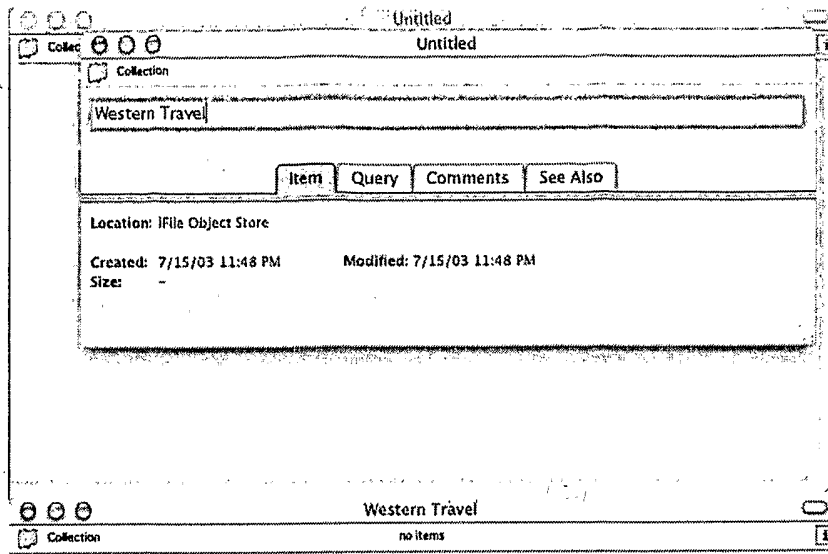 Untitled
Collec
Untitled
Collection
Western Travel
Item Query Comments See Also
Location: iFile Object Store
Created: 7/15/03 11:48 PM Modified: 7/15/03 11:48 PM
Size: –
Western Travel
Collection no items